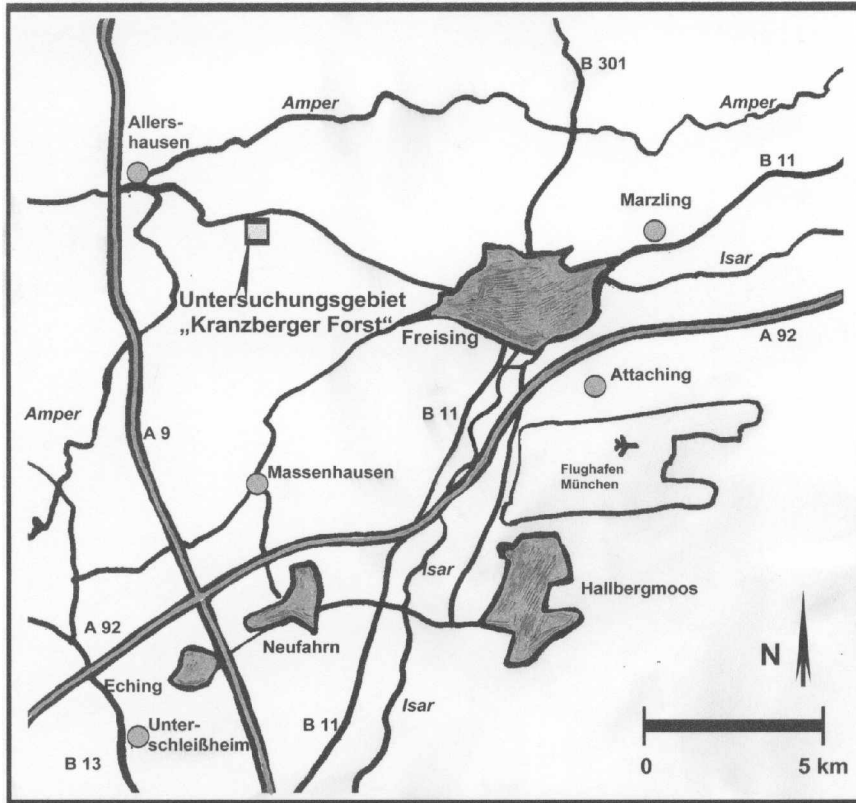 B 301
Amper
Amper
Allers-
hausen
B 11
Marzling
Isar
Untersuchungsgebiet
„Kranzberger Forst“
Freising
A 92
Attaching
Amper
B 11
A 9
Massenhausen
Flughafen
München
Isar
Hallbergmoos
A 92
Neufahrn
N
Eching
Isar
Unter-
schleißheim
B 11
B 13
0
5 km